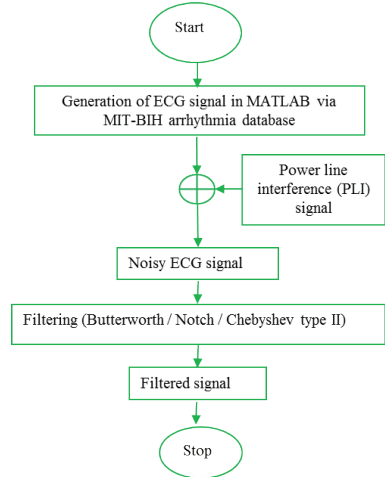 Start
Generation of ECG signal in MATLAB via
MIT-BIH arrhythmia database
Power line
interference (PLI)
signal
Noisy ECG signal
Filtering (Butterworth / Notch / Chebyshev type II)
Filtered signal
Stop